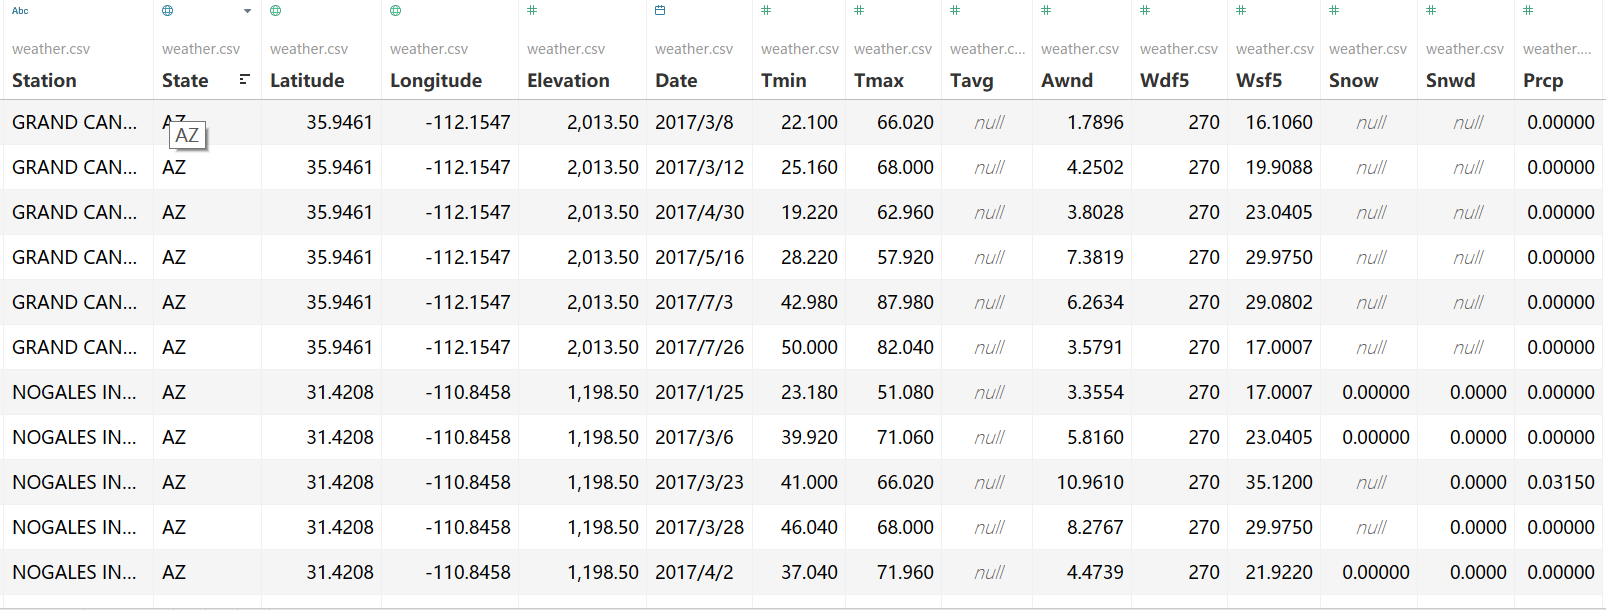 Abc
weather.csv weather.csv weather.csv weather.csv weather.csv weather.csv weather.csv weather.csv weather.c... weather.csv weather.csv weather.csv weather.csv weather.csv weather....
Station State Latitude Longitude Elevation Date Tmin Tmax Tavg Awnd Wdf5 Wsf5 Snow Snwd Prcp
GRAND CAN... AZ 35.9461 -112.1547 2,013.50 2017/3/8 22.100 66.020 null 1.7896 270 16.1060 null null 0.00000
AZ
GRAND CAN... AZ 35.9461 -112.1547 2,013.50 2017/3/12 25.160 68.000 null 4.2502 270 19.9088 null null 0.00000
GRAND CAN... AZ 35.9461 -112.1547 2,013.50 2017/4/30 19.220 62.960 null 3.8028 270 23.0405 null null 0.00000
GRAND CAN... AZ 35.9461 -112.1547 2,013.50 2017/5/16 28.220 57.920 null 7.3819 270 29.9750 null null 0.00000
GRAND CAN... AZ 35.9461 -112.1547 2,013.50 2017/7/3 42.980 87.980 null 6.2634 270 29.0802 null null 0.00000
GRAND CAN... AZ 35.9461 -112.1547 2,013.50 2017/7/26 50.000 82.040 null 3.5791 270 17.0007 null null 0.00000
NOGALES IN... AZ 31.4208 -110.8458 1,198.50 2017/1/25 23.180 51.080 null 3.3554 270 17.0007 0.00000 0.0000 0.00000
NOGALES IN... AZ 31.4208 -110.8458 1,198.50 2017/3/6 39.920 71.060 null 5.8160 270 23.0405 0.00000 0.0000 0.00000
NOGALES IN... AZ 31.4208 -110.8458 1,198.50 2017/3/23 41.000 66.020 null 10.9610 270 35.1200 null 0.0000 0.03150
NOGALES IN... AZ 31.4208 -110.8458 1,198.50 2017/3/28 46.040 68.000 null 8.2767 270 29.9750 null 0.0000 0.00000
NOGALES IN... AZ 31.4208 -110.8458 1,198.50 2017/4/2 37.040 71.960 null 4.4739 270 21.9220 0.00000 0.0000 0.00000